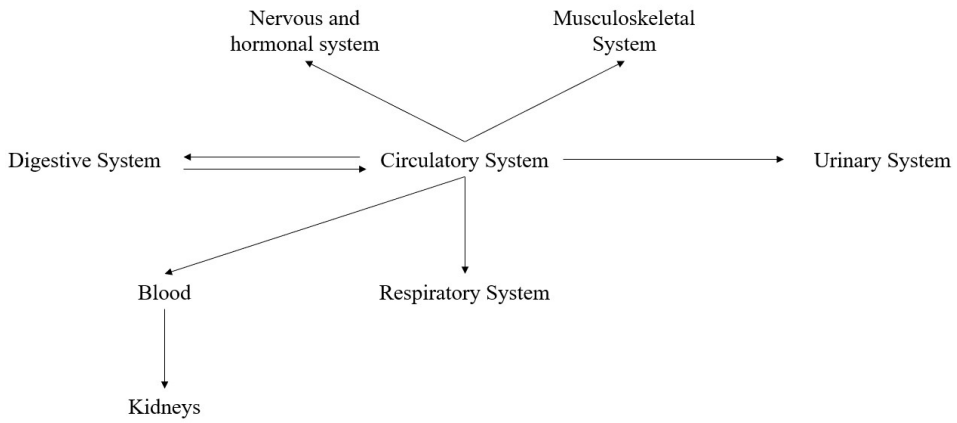 Nervous and
hormonal system
Musculoskeletal
System
Digestive System
Circulatory System
Urinary System
Blood
Respiratory System
Kidneys